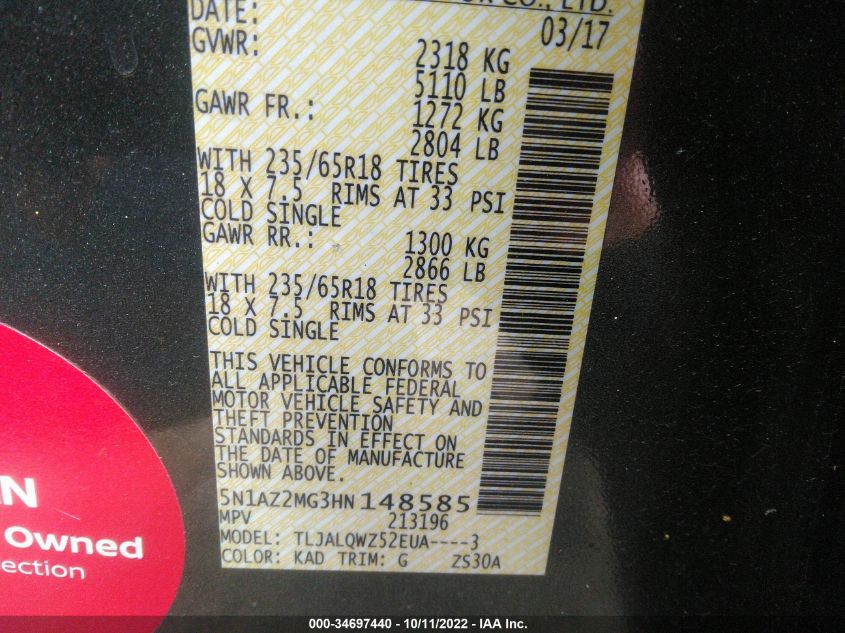 CO., LTD.
DATE: 03/17
GVWR: 2318 KG
5110 LB
GAWR FR.: 1272 KG
2804 LB
WITH 235/65R18 TIRES
18 X 7.5 RIMS AT 33 PSI
COLD SINGLE
GAWR RR.: 1300 KG
2866 LB
WITH 235/65R18 TIRES
18 X 7.5 RIMS AT 33 PSI
COLD SINGLE
THIS VEHICLE CONFORMS TO
ALL APPLICABLE FEDERAL
MOTOR VEHICLE SAFETY AND
THEFT PREVENTION
STANDARDS IN EFFECT ON
THE DATE OF MANUFACTURE
SHOWN ABOVE.
5N1AZ2MG3HN148585
MPV 213196
MODEL: TLJALQWZ52EUA----3
COLOR: KAD TRIM: G ZS30A
N
Owned
ection
000-34697440 - 10/11/2022 - IAA Inc.